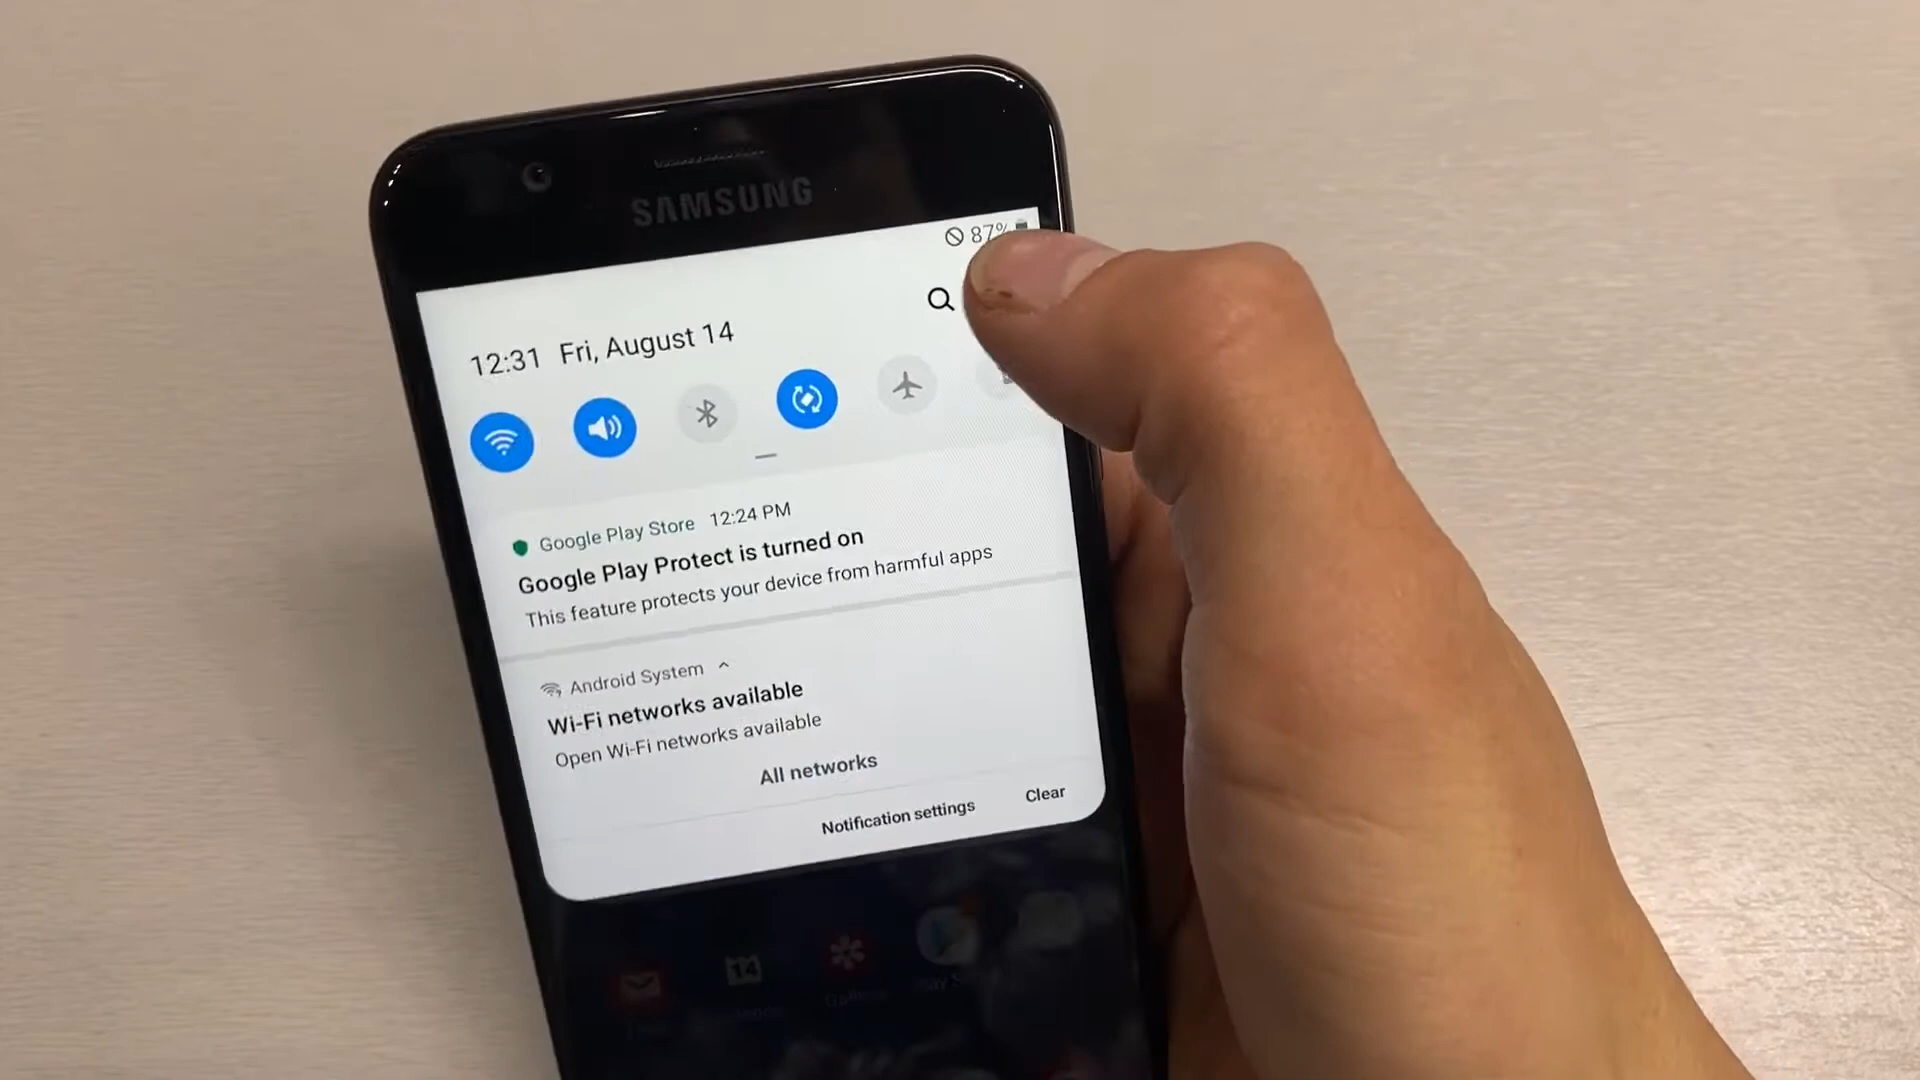 SAMSUNG
87%
12:31 Fri, August 14
Google Play Store 12:24 PM
Google Play Protect is turned on
This feature protects your device from harmful apps
Android System
Wi-Fi networks available
Open Wi-Fi networks available
All networks
Notification settings Clear
14